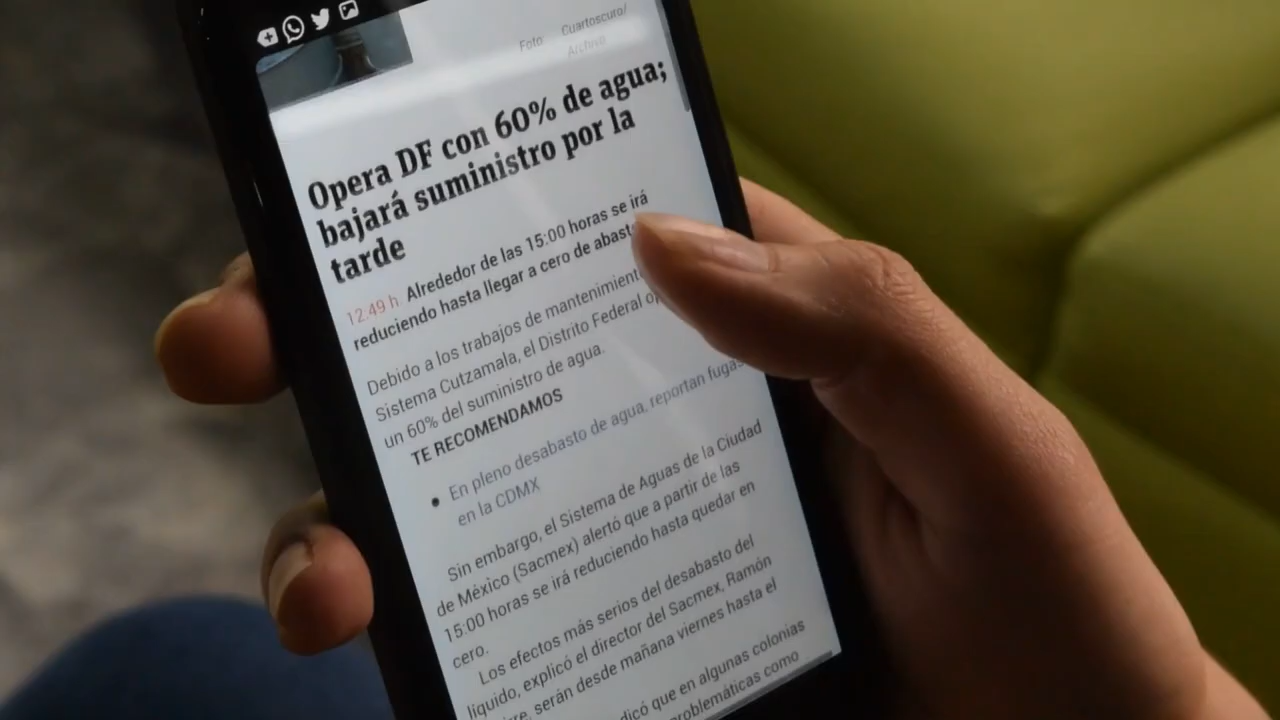 Foto Cuartoscuro/
Archivo
Opera DF con 60% de agua;
bajará suministro por la
tarde
12:49 h Alrededor de las 15:00 horas se irá
reduciendo hasta llegar a cero de
Debido a los trabajos de
Sistema Cutzamala, el Distrito Federal
un 60% del suministro de agua.
TE RECOMENDAMOS
• En pleno desabasto de agua, reportan fugas
en la CDMX
Sin embargo, el Sistema de Aguas de la Ciudad
de México (Sacmex) alertó que a partir de las
15:00 horas se irá reduciendo hasta quedar en
cero.
Los efectos más serios del desabasto del
líquido, explicó el director del Sacmex, Ramón
serán desde mañana viernes hasta el
que en algunas colonias
problemáticas como